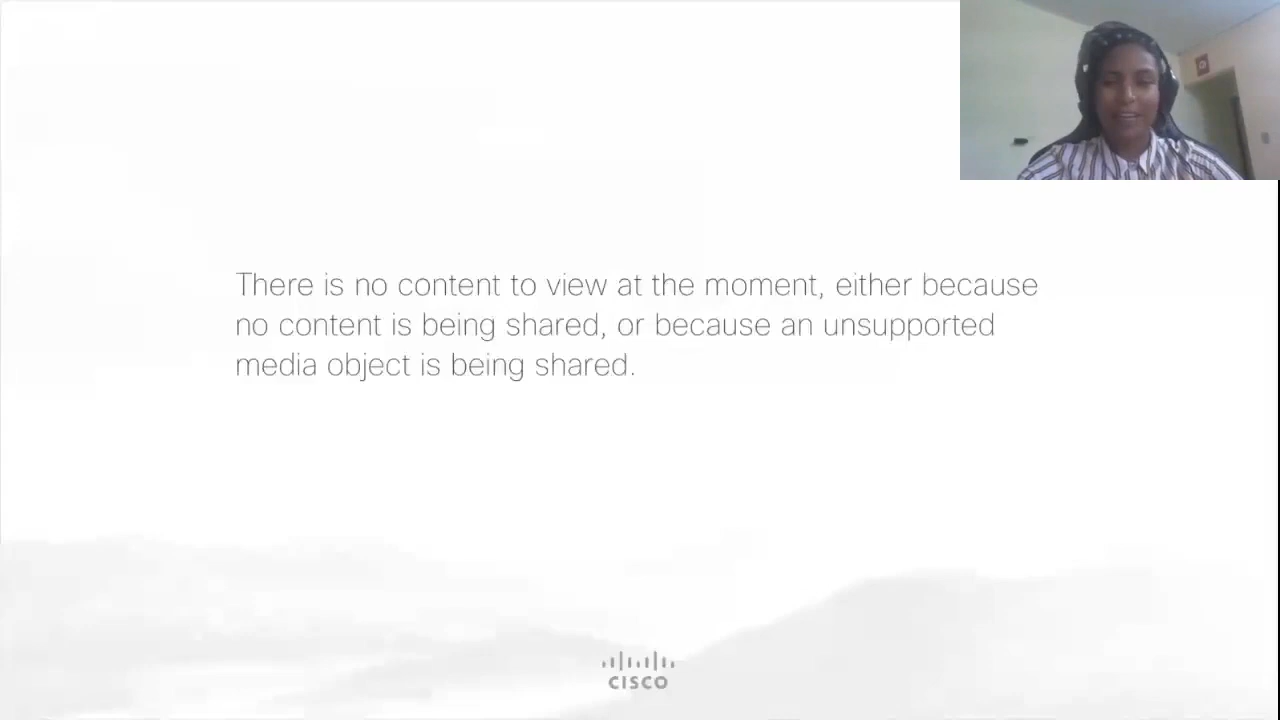 There is no content to view at the moment, either because
no content is being shared, or because an unsupported
media object is being shared.
CISCO